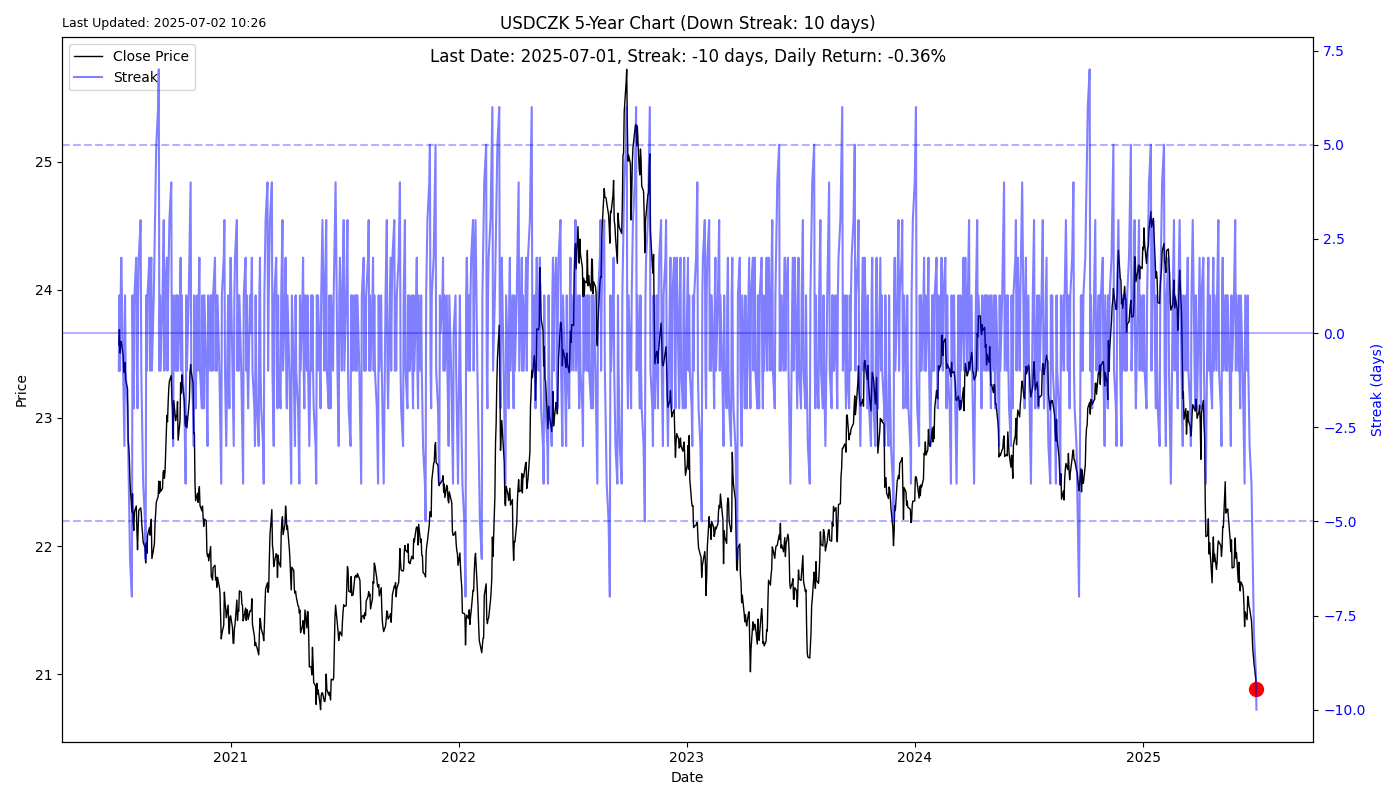 Last Updated: 2025-07-02 10:26
USDCZK 5-Year Chart (Down Streak: 10 days)
Last Date: 2025-07-01, Streak: -10 days, Daily Return: -0.36%
Close Price
Streak
Price
25
24
23
22
21
7.5
5.0
2.5
0.0
−2.5
−5.0
−7.5
−10.0
Streak (days)
2021 2022 2023 2024 2025
Date